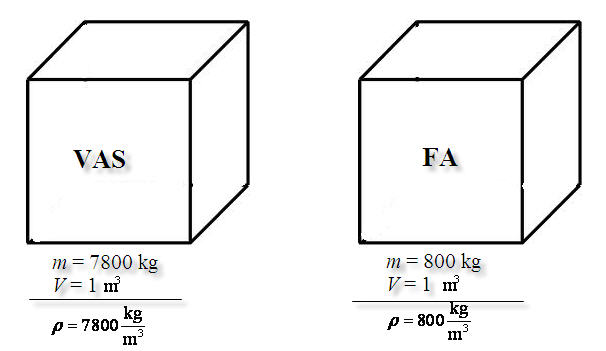 VAS
m = 7800 kg
V = 1 m³
ρ = 7800 kg/m³
FA
m = 800 kg
V = 1 m³
ρ = 800 kg/m³